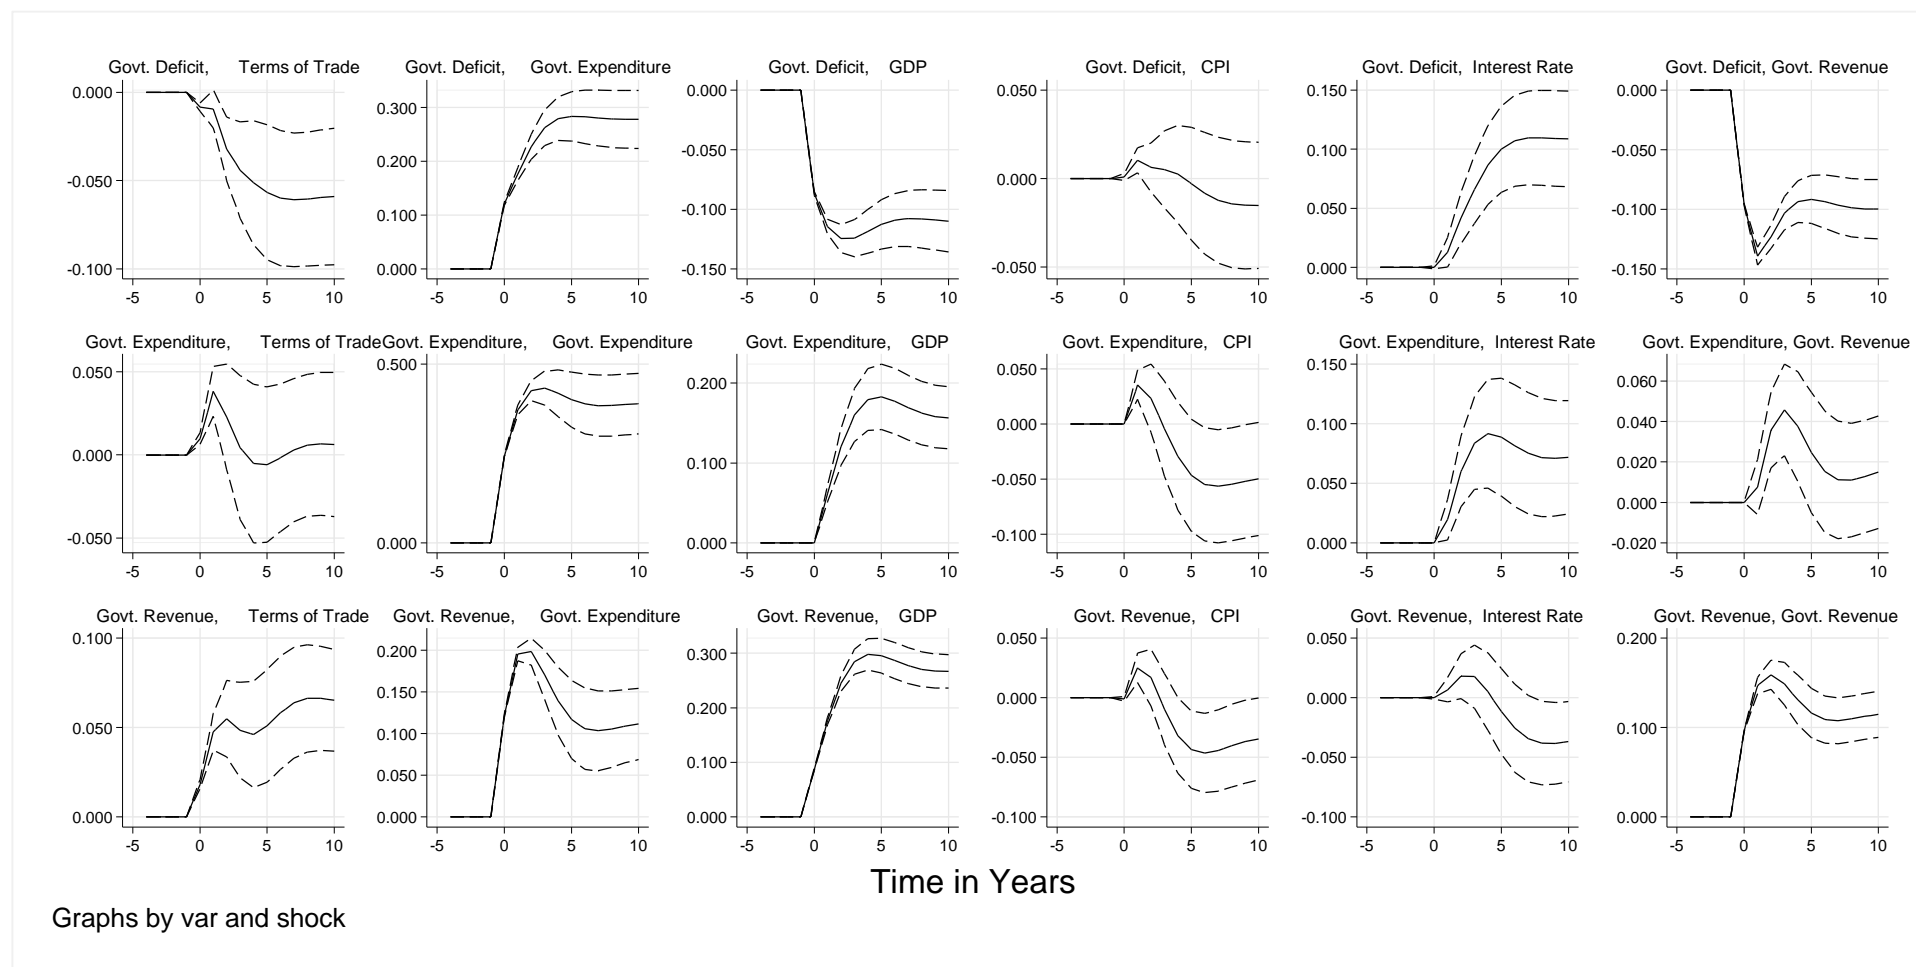 Govt. Deficit, Terms of Trade
0.000
-0.050
-0.100
-5 0 5 10
Govt. Deficit, Govt. Expenditure
0.300
0.200
0.100
0.000
-5 0 5 10
Govt. Deficit, GDP
0.000
-0.050
-0.100
-0.150
-5 0 5 10
Govt. Deficit, CPI
0.050
0.000
-0.050
-5 0 5 10
Govt. Deficit, Interest Rate
0.150
0.100
0.050
0.000
-5 0 5 10
Govt. Deficit, Govt. Revenue
0.000
-0.050
-0.100
-0.150
-5 0 5 10
Govt. Expenditure, Terms of Trade
0.050
0.000
-0.050
-5 0 5 10
Govt. Expenditure, Govt. Expenditure
0.500
0.000
-5 0 5 10
Govt. Expenditure, GDP
0.200
0.100
0.000
-5 0 5 10
Govt. Expenditure, CPI
0.050
0.000
-0.050
-0.100
-5 0 5 10
Govt. Expenditure, Interest Rate
0.150
0.100
0.050
0.000
-5 0 5 10
Govt. Expenditure, Govt. Revenue
0.060
0.040
0.020
0.000
-0.020
-5 0 5 10
Govt. Revenue, Terms of Trade
0.100
0.050
0.000
-5 0 5 10
Govt. Revenue, Govt. Expenditure
0.200
0.150
0.100
0.050
0.000
-5 0 5 10
Govt. Revenue, GDP
0.300
0.200
0.100
0.000
-5 0 5 10
Govt. Revenue, CPI
0.050
0.000
-0.050
-0.100
-5 0 5 10
Govt. Revenue, Interest Rate
0.050
0.000
-0.050
-0.100
-5 0 5 10
Govt. Revenue, Govt. Revenue
0.200
0.100
0.000
-5 0 5 10
Time in Years
Graphs by var and shock